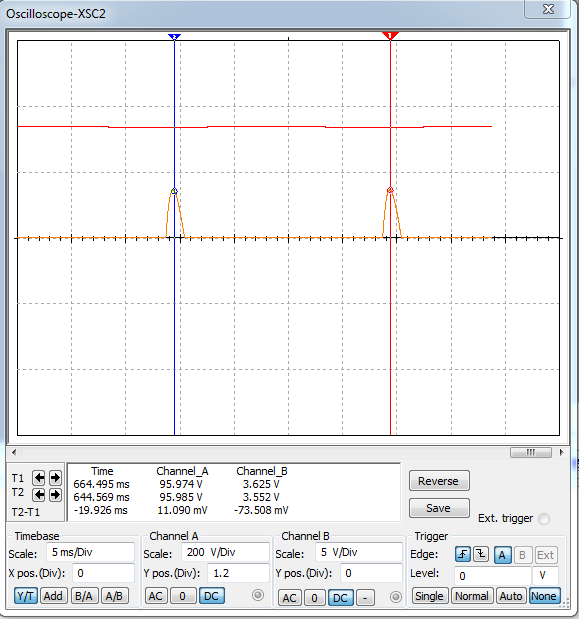 Oscilloscope-XSC2
2 1
T1
T2
T2-T1
Time Channel_A Channel_B
664.495 ms 95.974 V 3.625 V
644.569 ms 95.985 V 3.552 V
-19.926 ms 11.090 mV -73.508 mV
Reverse
Save
Ext. trigger
Timebase
Scale: 5 ms/Div
X pos.(Div): 0
Y/T Add B/A A/B
Channel A
Scale: 200 V/Div
Y pos.(Div): 1.2
AC 0 DC
Channel B
Scale: 5 V/Div
Y pos.(Div): 0
AC 0 DC -
Trigger
Edge: A B Ext
Level: 0 V
Single Normal Auto None